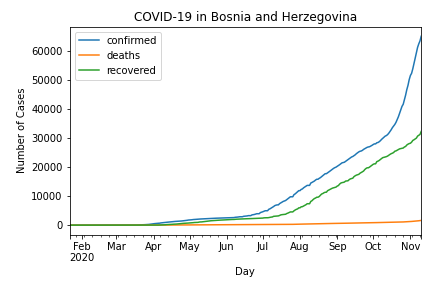 COVID-19 in Bosnia and Herzegovina
confirmed
deaths
recovered
Number of Cases
60000
50000
40000
30000
20000
10000
0
Feb Mar Apr May Jun Jul Aug Sep Oct Nov
2020
Day